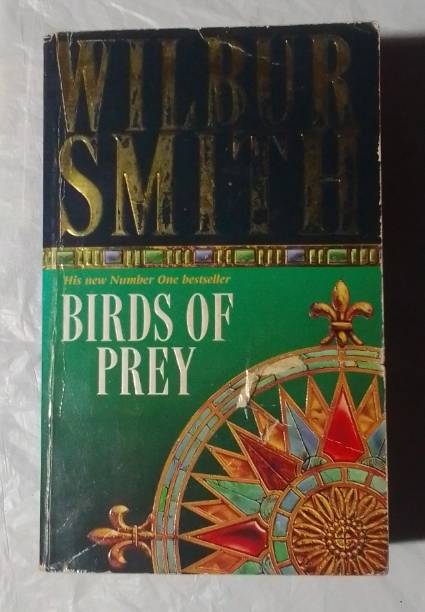 WILBUR
SMITH
His new Number One bestseller
BIRDS OF
PREY